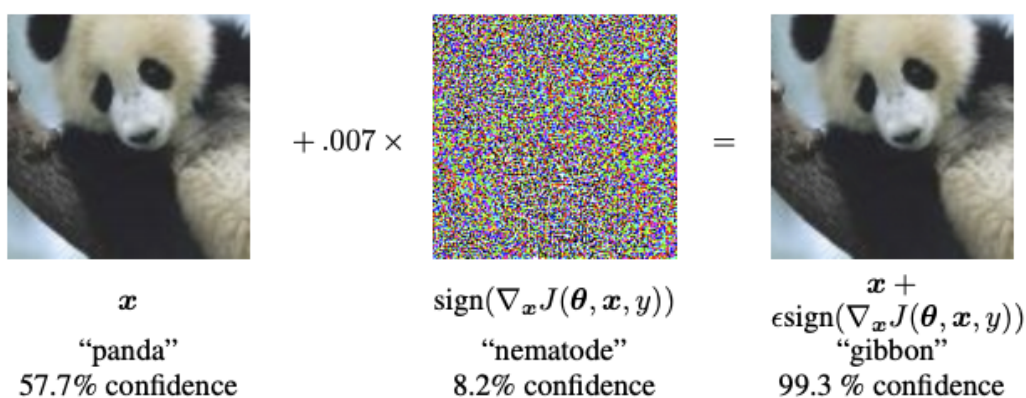 + .007 ×
=
x
sign(∇ₓJ(θ, x, y))
x +
ϵsign(∇ₓJ(θ, x, y))
“panda”
“nematode”
“gibbon”
57.7% confidence
8.2% confidence
99.3 % confidence